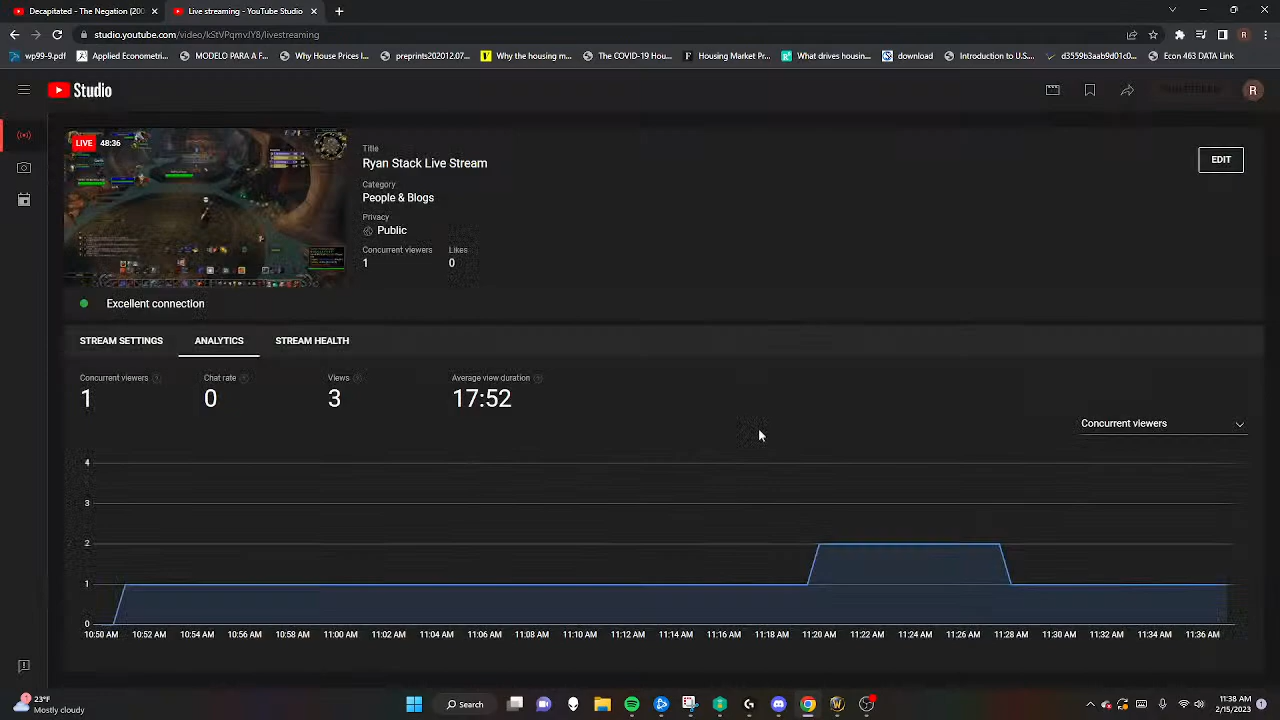 Decapitated - The Negation (200
Live streaming - YouTube Studio
studio.youtube.com/video/kStVPqmvIY8/livestreaming
R
wp99-9.pdf
Applied Econometri...
MODELO PARA A F...
Why House Prices I...
preprints202012.07...
Why the housing m...
The COVID-19 Hou...
Housing Market Pr...
What drives housin...
download
Introduction to U.S...
d3559b3aab9d01c0...
Econ 463 DATA Link
Studio
R
LIVE 48:36
Title
Ryan Stack Live Stream
EDIT
Category
People & Blogs
Privacy
Public
Concurrent viewers Likes
1 0
Excellent connection
STREAM SETTINGS ANALYTICS STREAM HEALTH
Concurrent viewers Chat rate Views Average view duration
1 0 3 17:52
Concurrent viewers
4
3
2
1
0
10:50 AM 10:52 AM 10:54 AM 10:56 AM 10:58 AM 11:00 AM 11:02 AM 11:04 AM 11:06 AM 11:08 AM 11:10 AM 11:12 AM 11:14 AM 11:16 AM 11:18 AM 11:20 AM 11:22 AM 11:24 AM 11:26 AM 11:28 AM 11:30 AM 11:32 AM 11:34 AM 11:36 AM
23°F
Mostly cloudy
Search
11:38 AM
2/15/2023